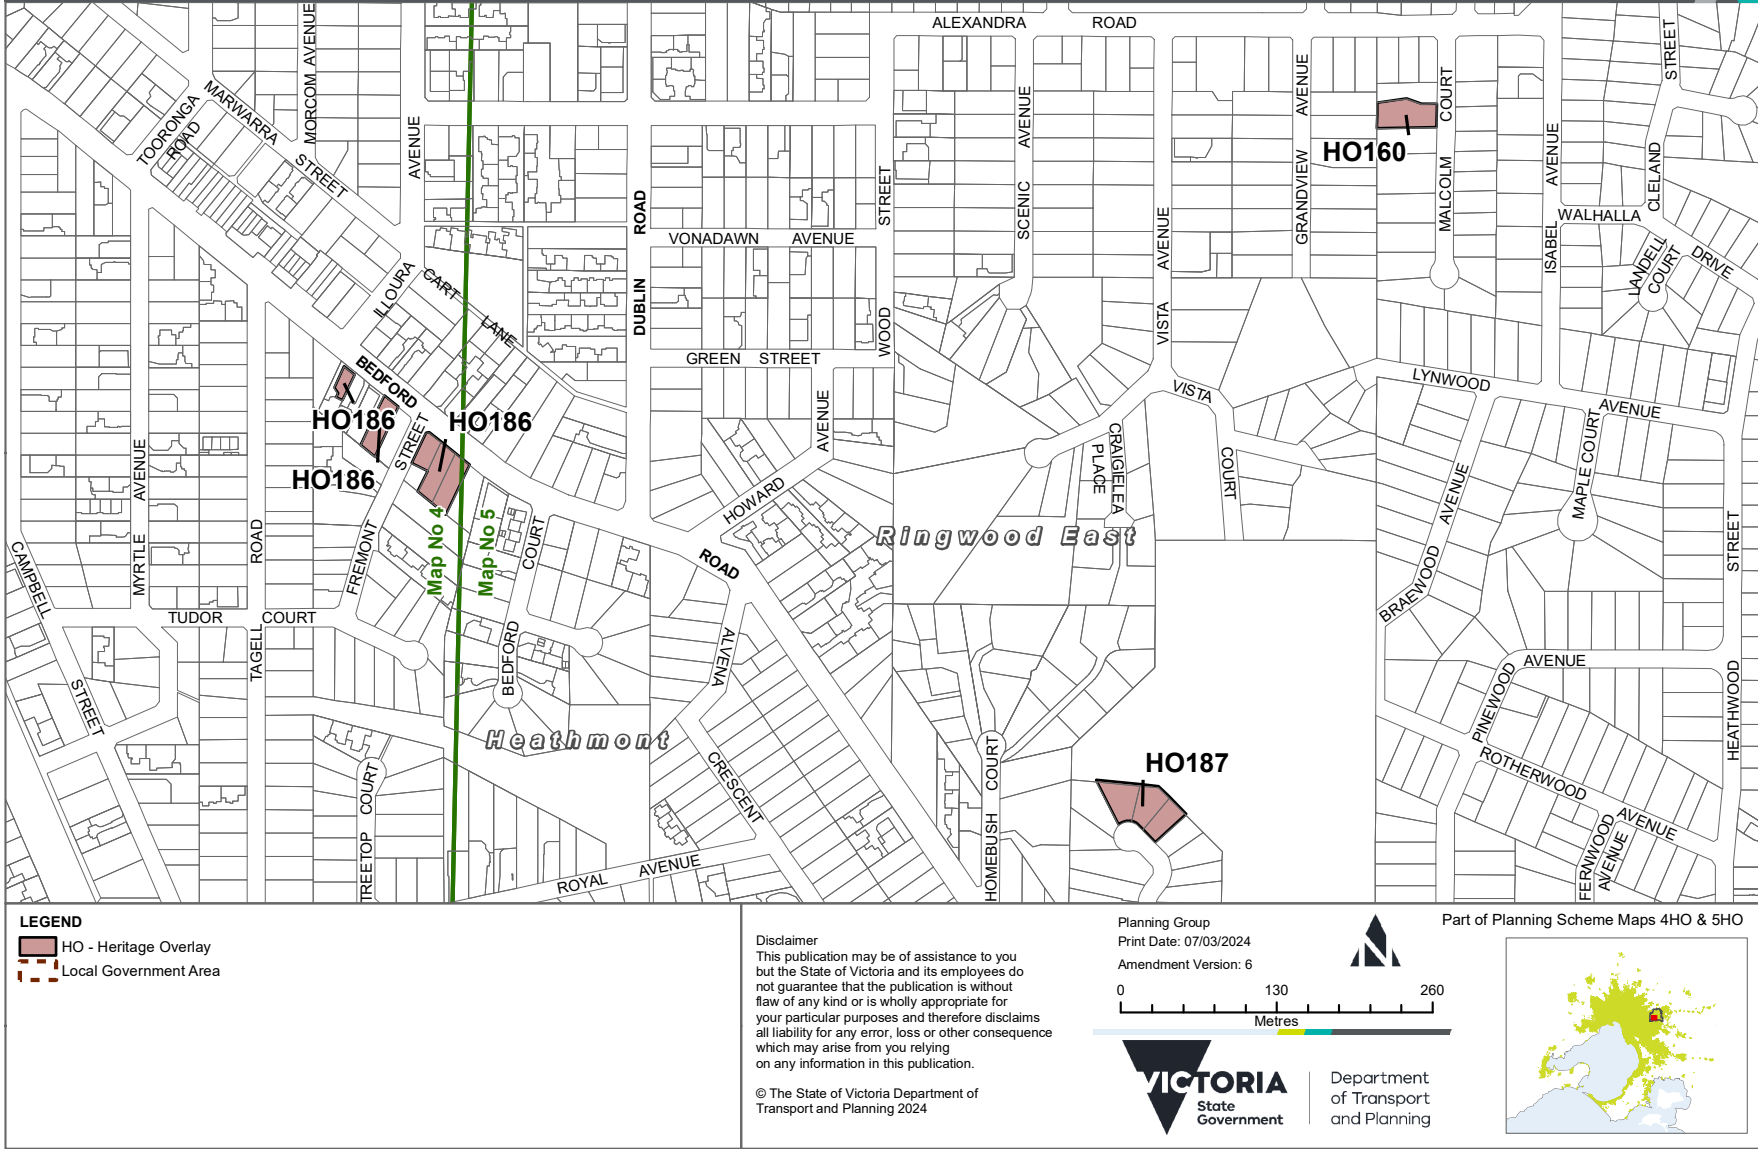 ALEXANDRA ROAD
MORCOM AVENUE
MARWARRA
STREET
TOORONGA
ROAD
AVENUE
ROAD
DUBLIN
STREET
WOOD
SCENIC AVENUE
VISTA AVENUE
GRANDVIEW AVENUE
HO160
MALCOLM COURT
ISABEL AVENUE
CLELAND
STREET
WALHALLA
DRIVE
LANDELL
COURT
VONADAWN AVENUE
GREEN STREET
ILLOURA
CART
LANE
BEDFORD
HO186
HO186
HO186
STREET
FREMONT
Map No 4
Map No 5
MYRTLE AVENUE
ROAD
TAGELL
CAMPBELL
STREET
TUDOR COURT
COURT
BEDFORD
HOWARD
AVENUE
ROAD
Ringwood East
VISTA
COURT
CRAIGELEA
PLACE
LYNWOOD
AVENUE
MAPLE COURT
BRAEWOOD
AVENUE
STREET
HEATHWOOD
PINEWOOD
AVENUE
ROTHERWOOD
AVENUE
FERNWOOD
AVENUE
ALVENA
CRESCENT
Heathmont
TREETOP COURT
ROYAL AVENUE
HOMEBUSH COURT
HO187
LEGEND
HO - Heritage Overlay
Local Government Area
Disclaimer
This publication may be of assistance to you
but the State of Victoria and its employees do
not guarantee that the publication is without
flaw of any kind or is wholly appropriate for
your particular purposes and therefore disclaims
all liability for any error, loss or other consequence
which may arise from you relying
on any information in this publication.
© The State of Victoria Department of
Transport and Planning 2024
Planning Group
Print Date: 07/03/2024
Amendment Version: 6
N
0 130 260
Metres
VICTORIA
State
Government
Department
of Transport
and Planning
Part of Planning Scheme Maps 4HO & 5HO